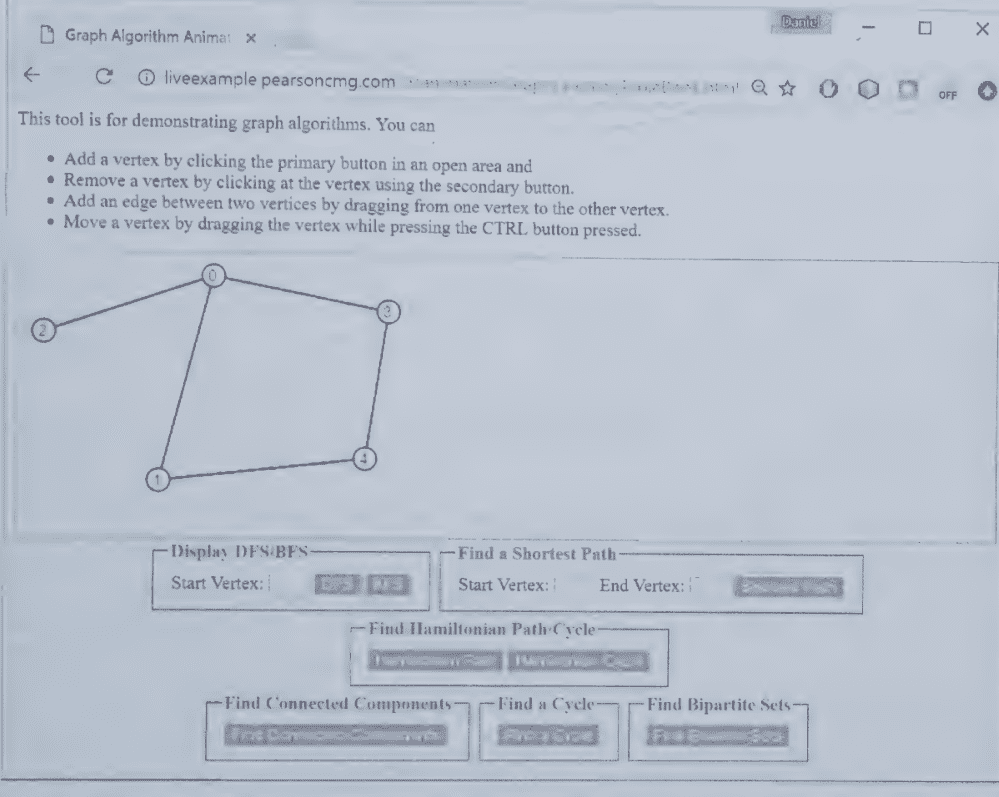 Daniel
Graph Algorithm Animat
liveexample pearsoncmg.com
OFF
This tool is for demonstrating graph algorithms. You can
• Add a vertex by clicking the primary button in an open area and
• Remove a vertex by clicking at the vertex using the secondary button.
• Add an edge between two vertices by dragging from one vertex to the other vertex.
• Move a vertex by dragging the vertex while pressing the CTRL button pressed.
0
3
2
4
1
Display DFS/BFS
Find a Shortest Path
Start Vertex:
Start Vertex: End Vertex:
Find Hamiltonian Path/Cycle
Find Connected Components
Find a Cycle
Find Bipartite Sets
Find Connected Components